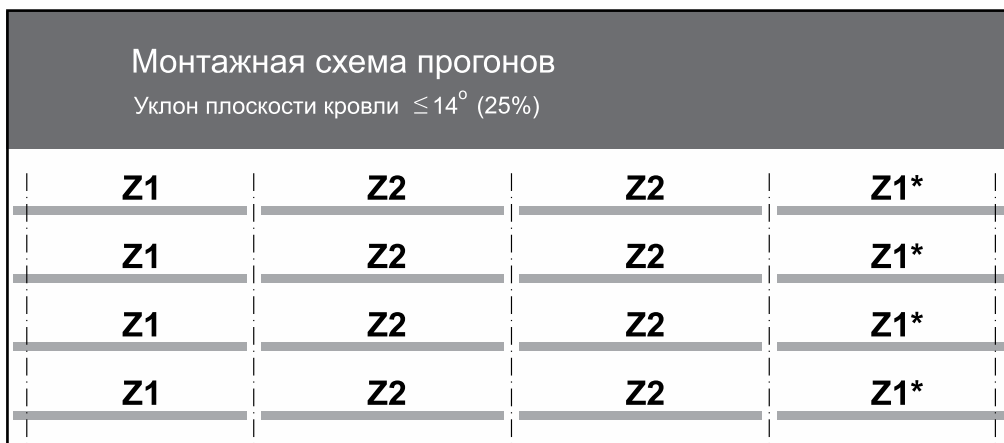 Монтажная схема прогонов
Уклон плоскости кровли ≤14° (25%)
Z1 Z2 Z2 Z1*
Z1 Z2 Z2 Z1*
Z1 Z2 Z2 Z1*
Z1 Z2 Z2 Z1*